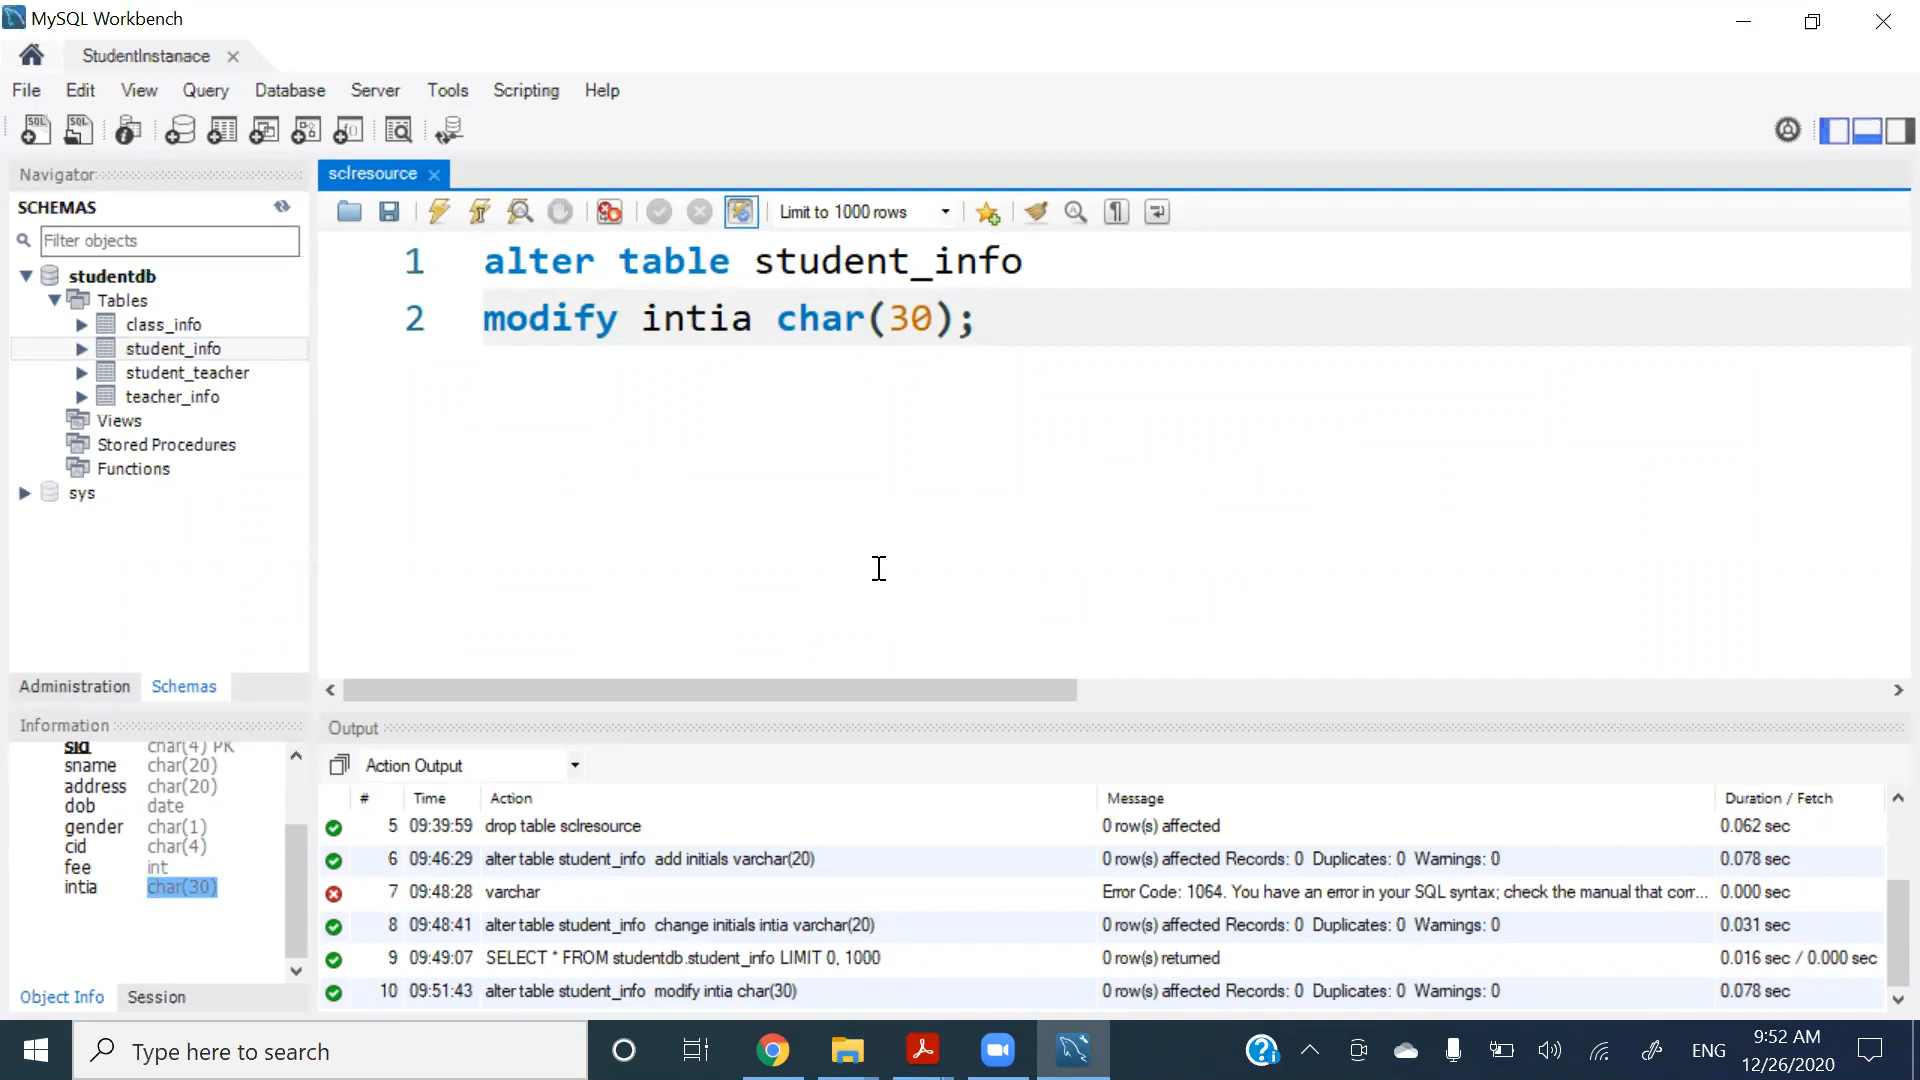 MySQL Workbench
StudentInstanace
File Edit View Query Database Server Tools Scripting Help
Navigator
SCHEMAS
Filter objects
studentdb
Tables
class_info
student_info
student_teacher
teacher_info
Views
Stored Procedures
Functions
sys
Administration Schemas
sclresource
Limit to 1000 rows
1 alter table student_info
2 modify intia char(30);
Information
sid char(4) PK
sname char(20)
address char(20)
dob date
gender char(1)
cid char(4)
fee int
intia char(30)
Object Info Session
Output
Action Output
# Time Action Message Duration / Fetch
5 09:39:59 drop table sclresource 0 row(s) affected 0.062 sec
6 09:46:29 alter table student_info add initials varchar(20) 0 row(s) affected Records: 0 Duplicates: 0 Warnings: 0 0.078 sec
7 09:48:28 varchar Error Code: 1064. You have an error in your SQL syntax; check the manual that corr... 0.000 sec
8 09:48:41 alter table student_info change initials intia varchar(20) 0 row(s) affected Records: 0 Duplicates: 0 Warnings: 0 0.031 sec
9 09:49:07 SELECT * FROM studentdb.student_info LIMIT 0, 1000 0 row(s) returned 0.016 sec / 0.000 sec
10 09:51:43 alter table student_info modify intia char(30) 0 row(s) affected Records: 0 Duplicates: 0 Warnings: 0 0.078 sec
Type here to search
ENG
9:52 AM
12/26/2020